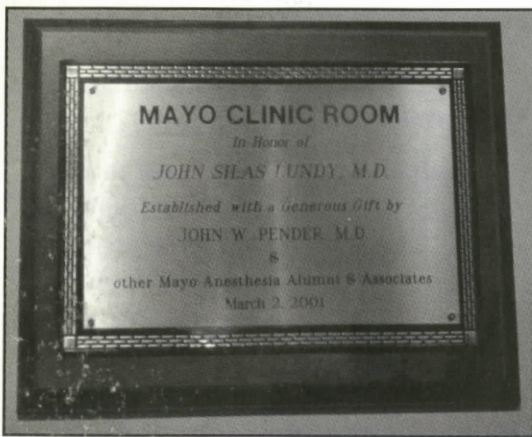 MAYO CLINIC ROOM
In Honor of
JOHN SILAS LUNDY, M.D.
Established with a Generous Gift by
JOHN W. PENDER, M.D.
&
other Mayo Anesthesia Alumni & Associates
March 2, 2001